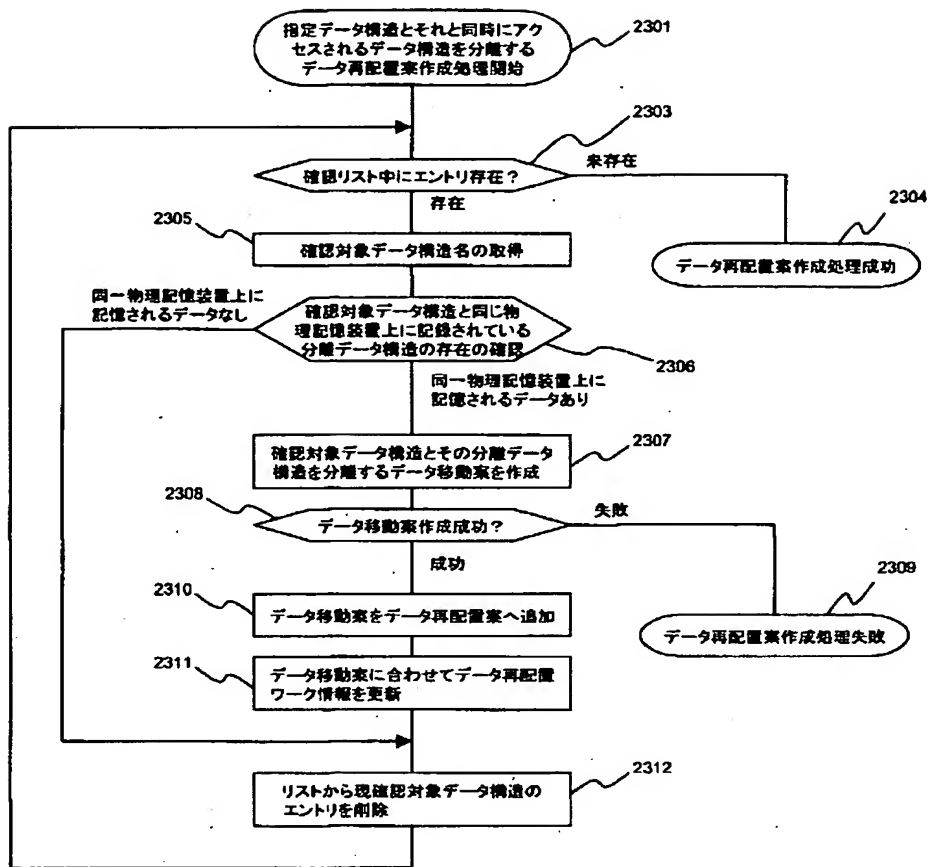 指定データ構造とそれと同時にアク
セスされるデータ構造を分離する
データ再配置案作成処理開始
2301
2303
確認リスト中にエントリ存在？
未存在
存在
2304
データ再配置案作成処理成功
2305
確認対象データ構造名の取得
同一物理記憶装置上に
記憶されるデータなし
確認対象データ構造と同じ物
理記憶装置上に記録されている
分離データ構造の存在の確認
2306
同一物理記憶装置上に
記憶されるデータあり
2307
確認対象データ構造とその分離データ
構造を分離するデータ移動案を作成
2308
データ移動案作成成功？
失敗
成功
2309
データ再配置案作成処理失敗
2310
データ移動案をデータ再配置案へ追加
2311
データ移動案に合わせてデータ再配置
ワーク情報を更新
2312
リストから現確認対象データ構造の
エントリを削除